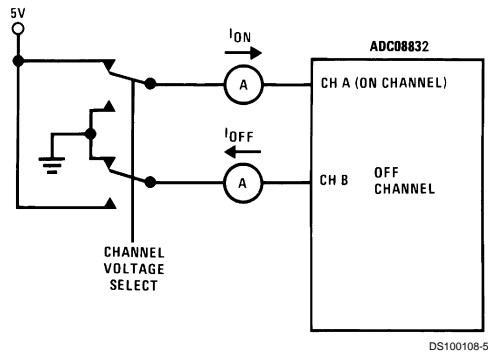 5V
ION
ADC08832
A
CH A (ON CHANNEL)
IOFF
A
CH B
OFF
CHANNEL
CHANNEL
VOLTAGE
SELECT
DS100108-5